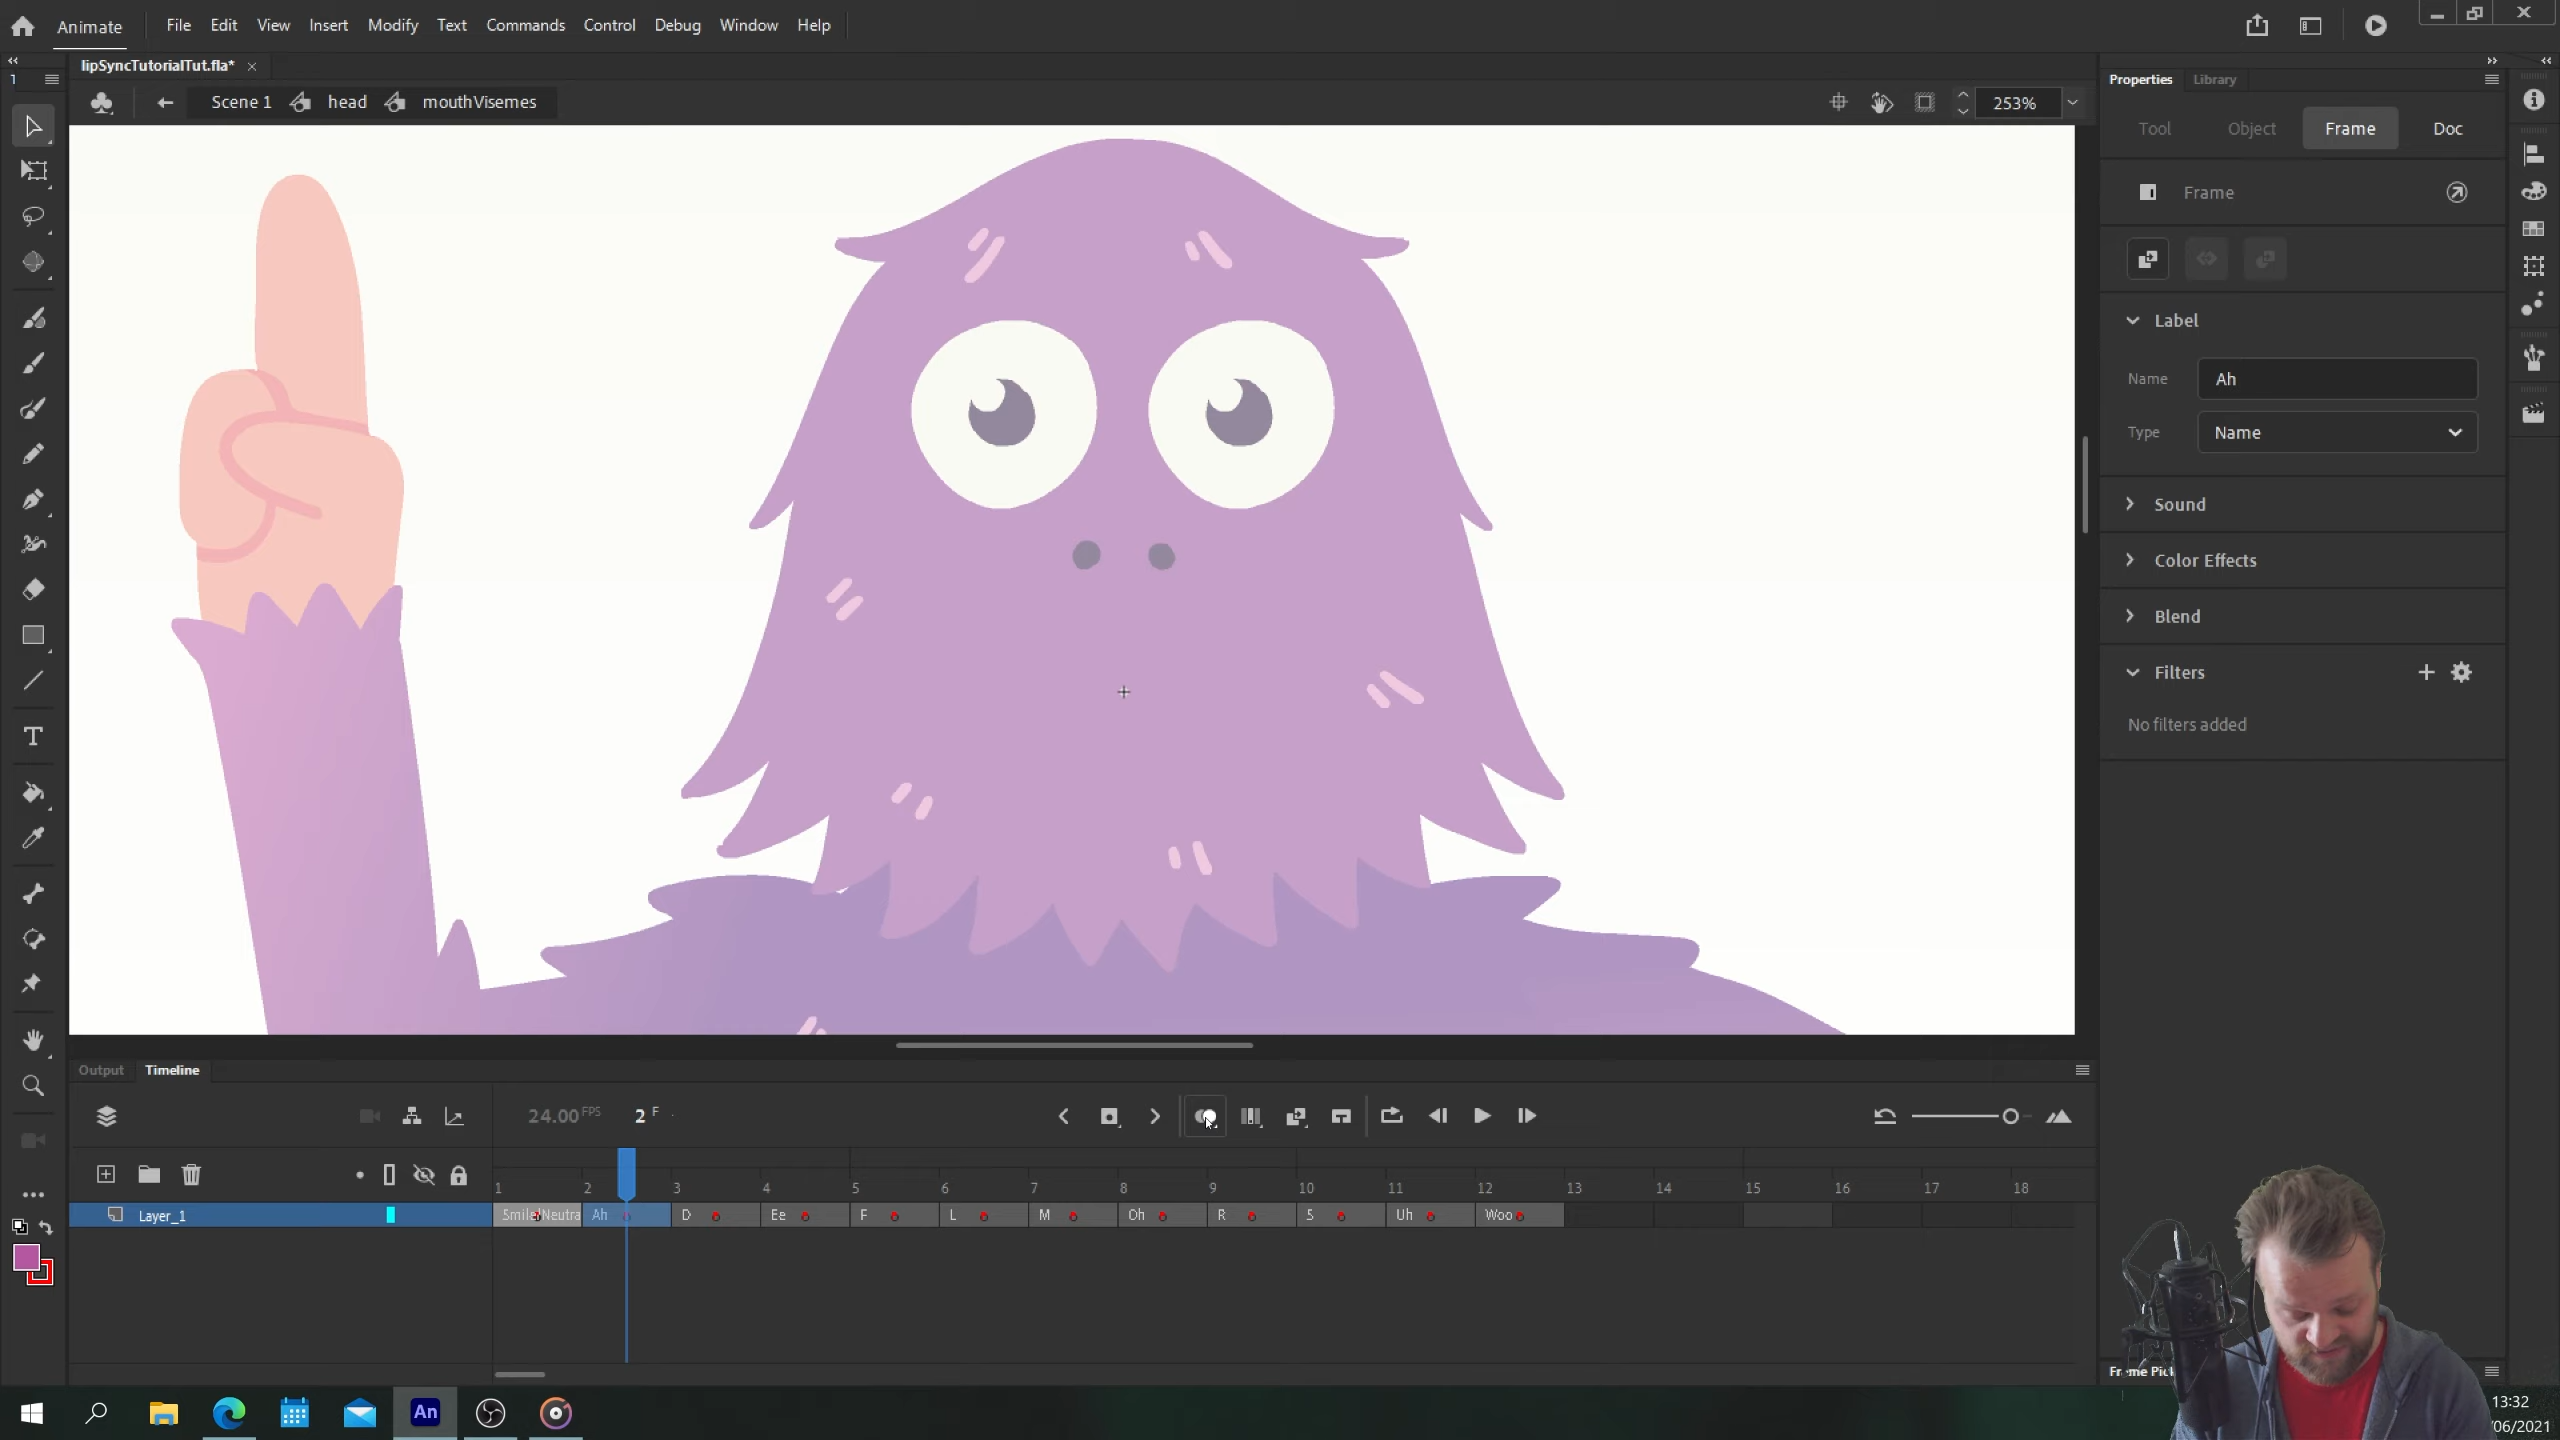 Animate File Edit View Insert Modify Text Commands Control Debug Window Help
lipSyncTutorialTut.fla*
1
Scene 1 head mouthVisemes 253%
Properties Library
Tool Object Frame Doc
Frame
Label
Name Ah
Type Name
Sound
Color Effects
Blend
Filters
No filters added
Output Timeline
24.00 FPS 2 F
1 2 3 4 5 6 7 8 9 10 11 12 13 14 15 16 17 18
Layer_1 Ah D Ee F L M Oh R S Uh Woo
An
13:32
/06/2021